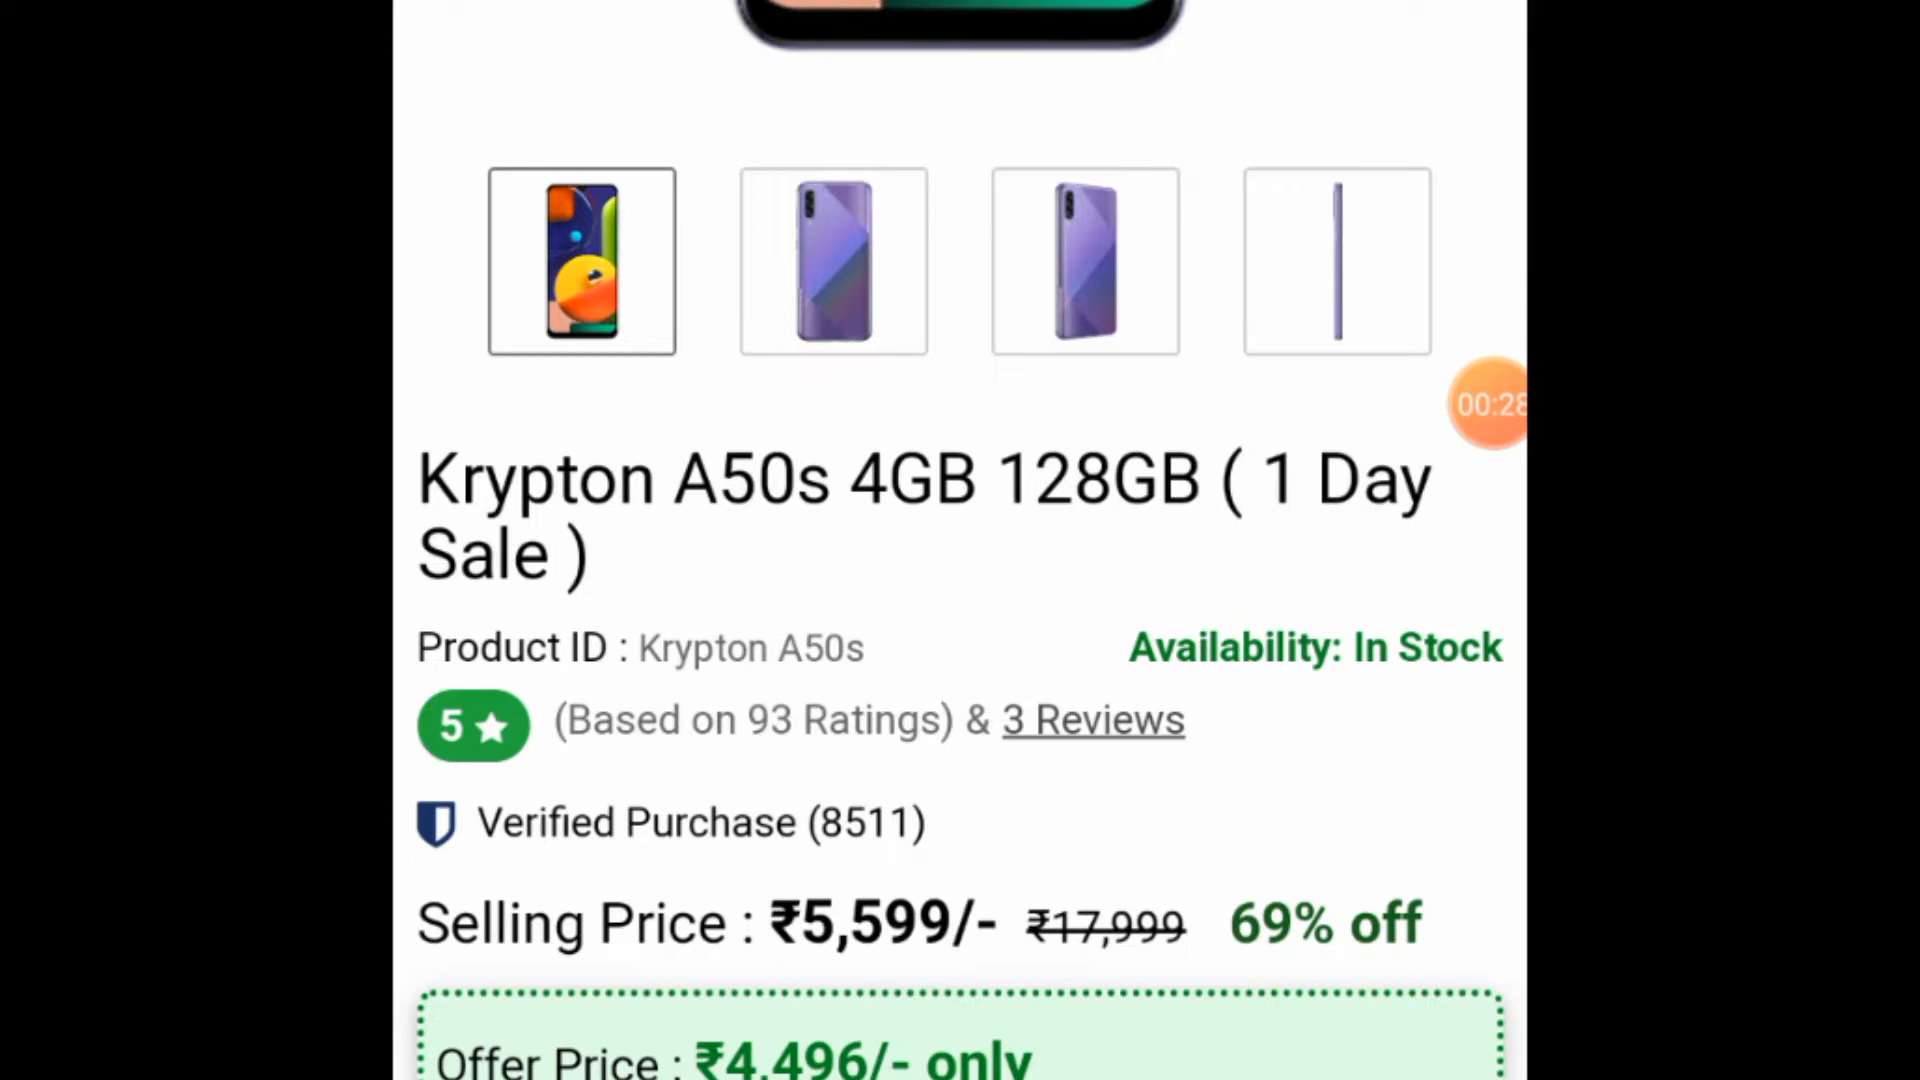 00:28
Krypton A50s 4GB 128GB ( 1 Day
Sale )
Product ID : Krypton A50s Availability: In Stock
5 ★ (Based on 93 Ratings) & 3 Reviews
Verified Purchase (8511)
Selling Price : ₹5,599/- ₹17,999 69% off
Offer Price : ₹4,496/- only